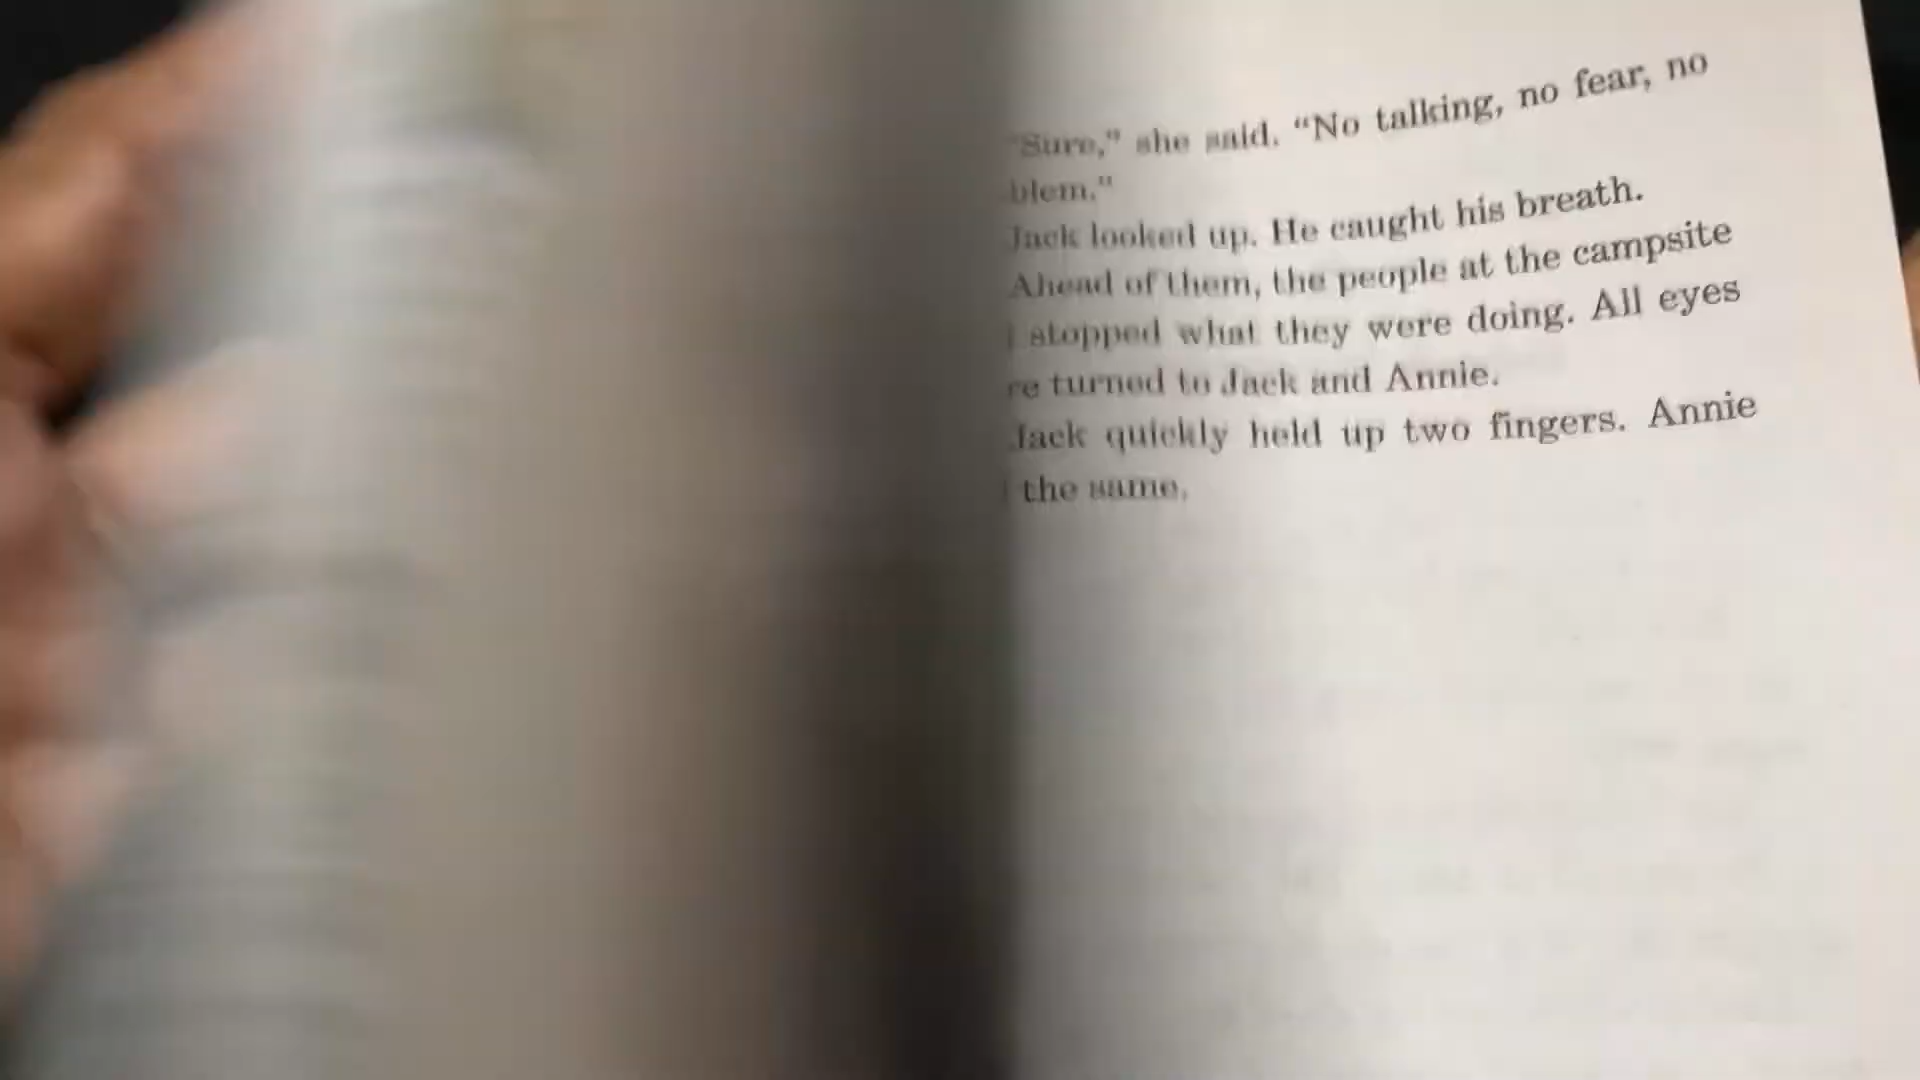 "Sure," she said. "No talking, no fear, no
blem."
Jack looked up. He caught his breath.
Ahead of them, the people at the campsite
stopped what they were doing. All eyes
re turned to Jack and Annie.
Jack quickly held up two fingers. Annie
the same.